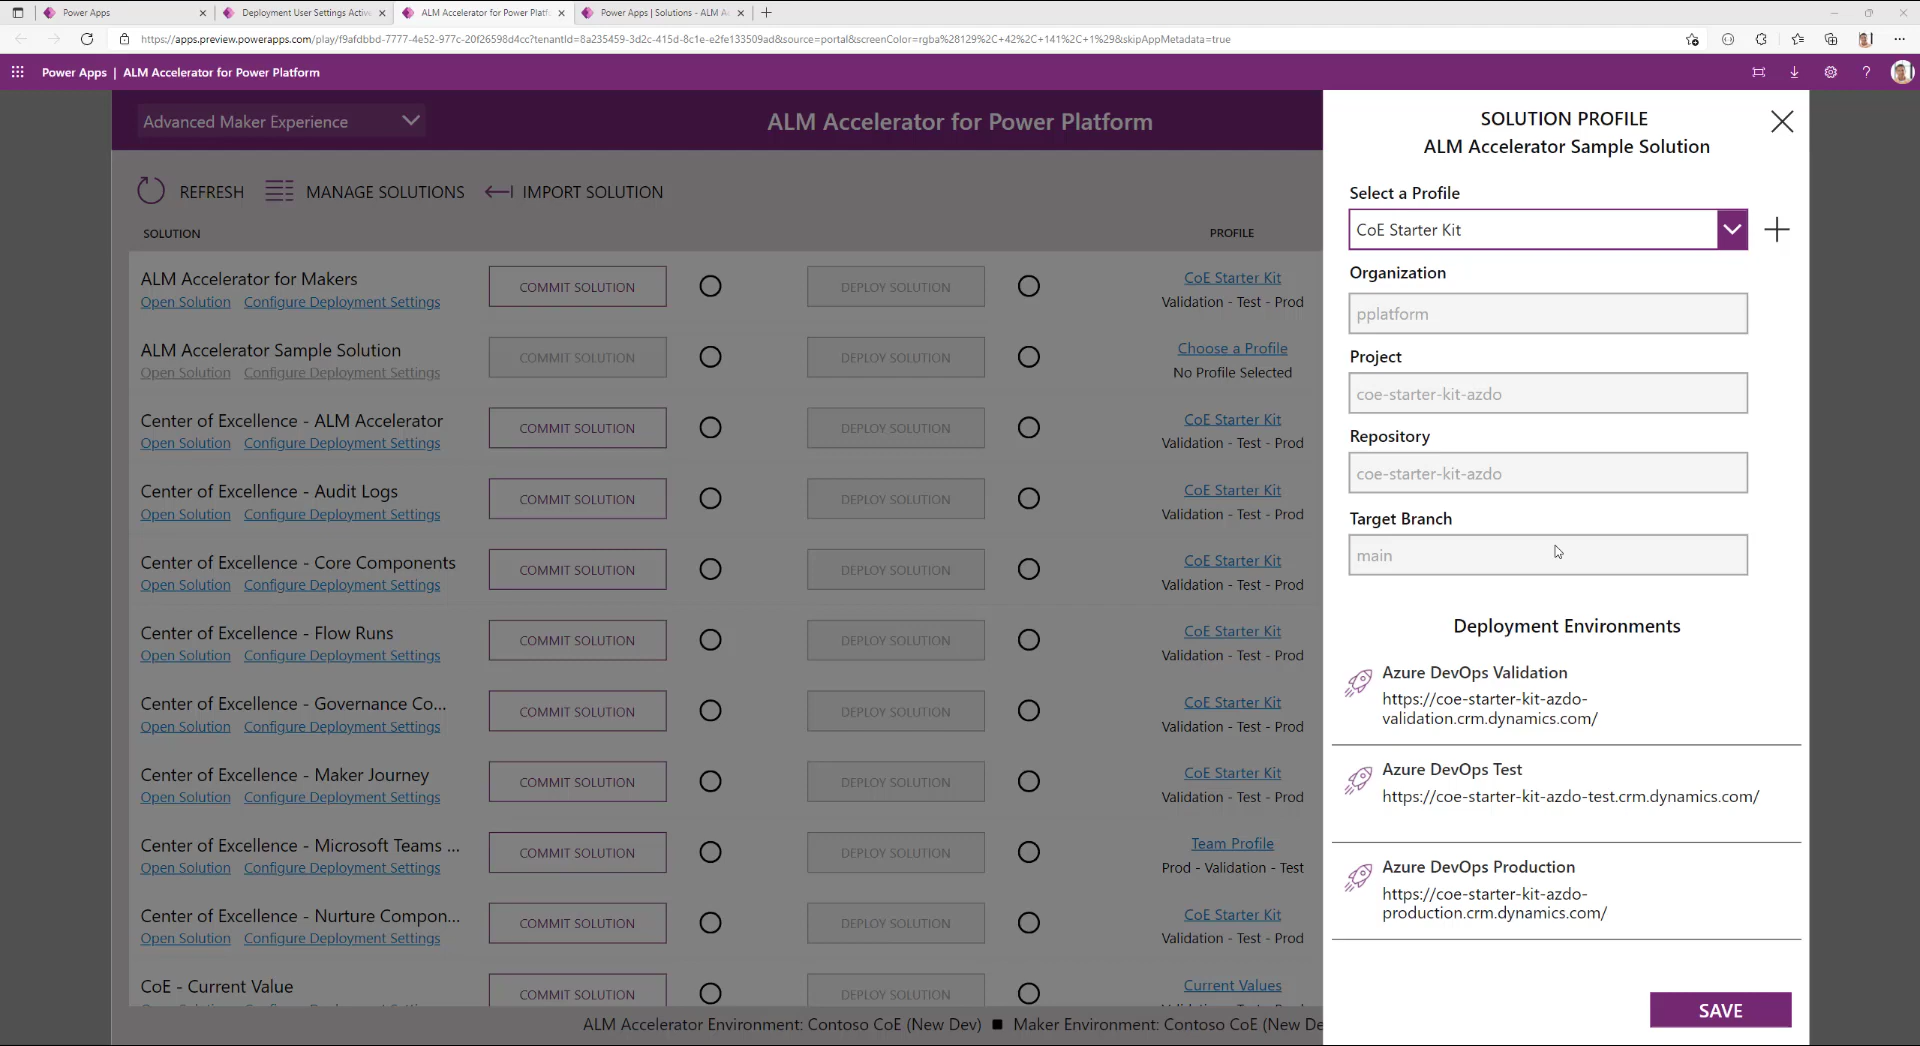 Power Apps
Deployment User Settings Active
ALM Accelerator for Power Platf
Power Apps | Solutions - ALM A
https://apps.preview.powerapps.com/play/f9afdbbd-7777-4e52-977c-20f26598d4cc?tenantId=8a235459-3d2c-415d-8c1e-e2fe133509ad&source=portal&screenColor=rgba%28129%2C+42%2C+141%2C+1%29&skipAppMetadata=true
Power Apps | ALM Accelerator for Power Platform
Advanced Maker Experience
ALM Accelerator for Power Platform
REFRESH
MANAGE SOLUTIONS
IMPORT SOLUTION
SOLUTION
PROFILE
ALM Accelerator for Makers
Open Solution
Configure Deployment Settings
COMMIT SOLUTION
DEPLOY SOLUTION
CoE Starter Kit
Validation - Test - Prod
ALM Accelerator Sample Solution
Open Solution
Configure Deployment Settings
COMMIT SOLUTION
DEPLOY SOLUTION
Choose a Profile
No Profile Selected
Center of Excellence - ALM Accelerator
Open Solution
Configure Deployment Settings
COMMIT SOLUTION
DEPLOY SOLUTION
CoE Starter Kit
Validation - Test - Prod
Center of Excellence - Audit Logs
Open Solution
Configure Deployment Settings
COMMIT SOLUTION
DEPLOY SOLUTION
CoE Starter Kit
Validation - Test - Prod
Center of Excellence - Core Components
Open Solution
Configure Deployment Settings
COMMIT SOLUTION
DEPLOY SOLUTION
CoE Starter Kit
Validation - Test - Prod
Center of Excellence - Flow Runs
Open Solution
Configure Deployment Settings
COMMIT SOLUTION
DEPLOY SOLUTION
CoE Starter Kit
Validation - Test - Prod
Center of Excellence - Governance Co...
Open Solution
Configure Deployment Settings
COMMIT SOLUTION
DEPLOY SOLUTION
CoE Starter Kit
Validation - Test - Prod
Center of Excellence - Maker Journey
Open Solution
Configure Deployment Settings
COMMIT SOLUTION
DEPLOY SOLUTION
CoE Starter Kit
Validation - Test - Prod
Center of Excellence - Microsoft Teams ...
Open Solution
Configure Deployment Settings
COMMIT SOLUTION
DEPLOY SOLUTION
Team Profile
Prod - Validation - Test
Center of Excellence - Nurture Compon...
Open Solution
Configure Deployment Settings
COMMIT SOLUTION
DEPLOY SOLUTION
CoE Starter Kit
Validation - Test - Prod
CoE - Current Value
COMMIT SOLUTION
DEPLOY SOLUTION
Current Values
ALM Accelerator Environment: Contoso CoE (New Dev) ■ Maker Environment: Contoso CoE (New De
SOLUTION PROFILE
ALM Accelerator Sample Solution
Select a Profile
CoE Starter Kit
Organization
pplatform
Project
coe-starter-kit-azdo
Repository
coe-starter-kit-azdo
Target Branch
main
Deployment Environments
Azure DevOps Validation
https://coe-starter-kit-azdo-
validation.crm.dynamics.com/
Azure DevOps Test
https://coe-starter-kit-azdo-test.crm.dynamics.com/
Azure DevOps Production
https://coe-starter-kit-azdo-
production.crm.dynamics.com/
SAVE